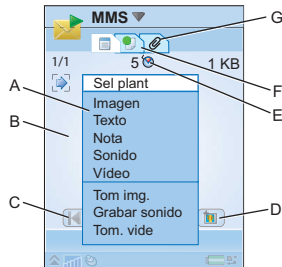 MMS
G
1/1
5
1 KB
F
E
A
B
Sel plant
Imagen
Texto
Nota
Sonido
Vídeo
Tom img.
Grabar sonido
Tom. vide
C
D